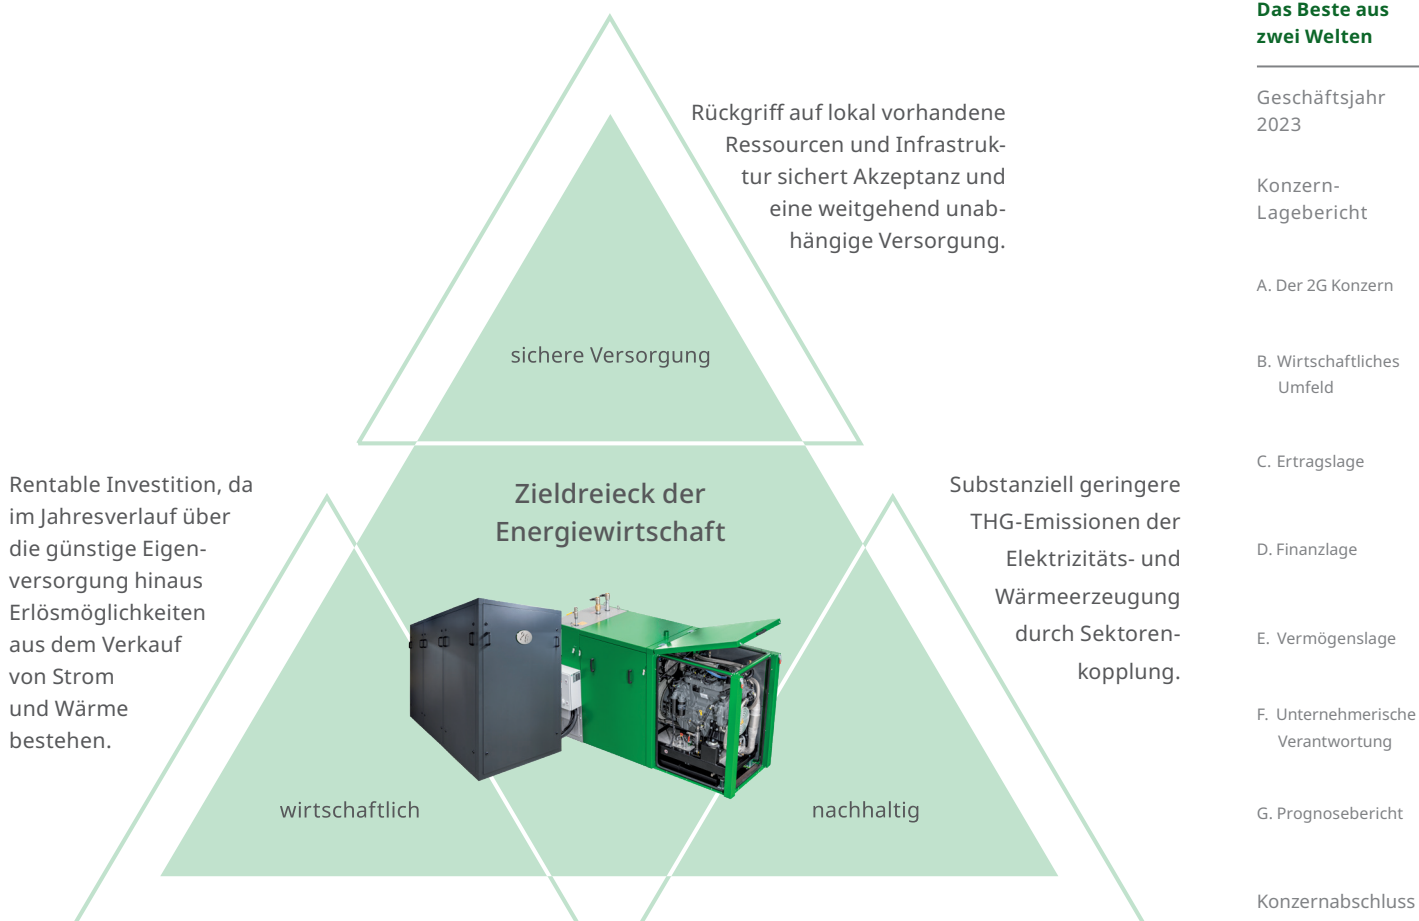 Rückgriff auf lokal vorhandene
Ressourcen und Infrastruk-
tur sichert Akzeptanz und
eine weitgehend unab-
hängige Versorgung.
sichere Versorgung
Rentable Investition, da
im Jahresverlauf über
die günstige Eigen-
versorgung hinaus
Erlösmöglichkeiten
aus dem Verkauf
von Strom
und Wärme
bestehen.
Zieldreieck der
Energiewirtschaft
Substanziell geringere
THG-Emissionen der
Elektrizitäts- und
Wärmeerzeugung
durch Sektoren-
kopplung.
wirtschaftlich
nachhaltig
Das Beste aus
zwei Welten
Geschäftsjahr
2023
Konzern-
Lagebericht
A. Der 2G Konzern
B. Wirtschaftliches
Umfeld
C. Ertragslage
D. Finanzlage
E. Vermögenslage
F. Unternehmerische
Verantwortung
G. Prognosebericht
Konzernabschluss